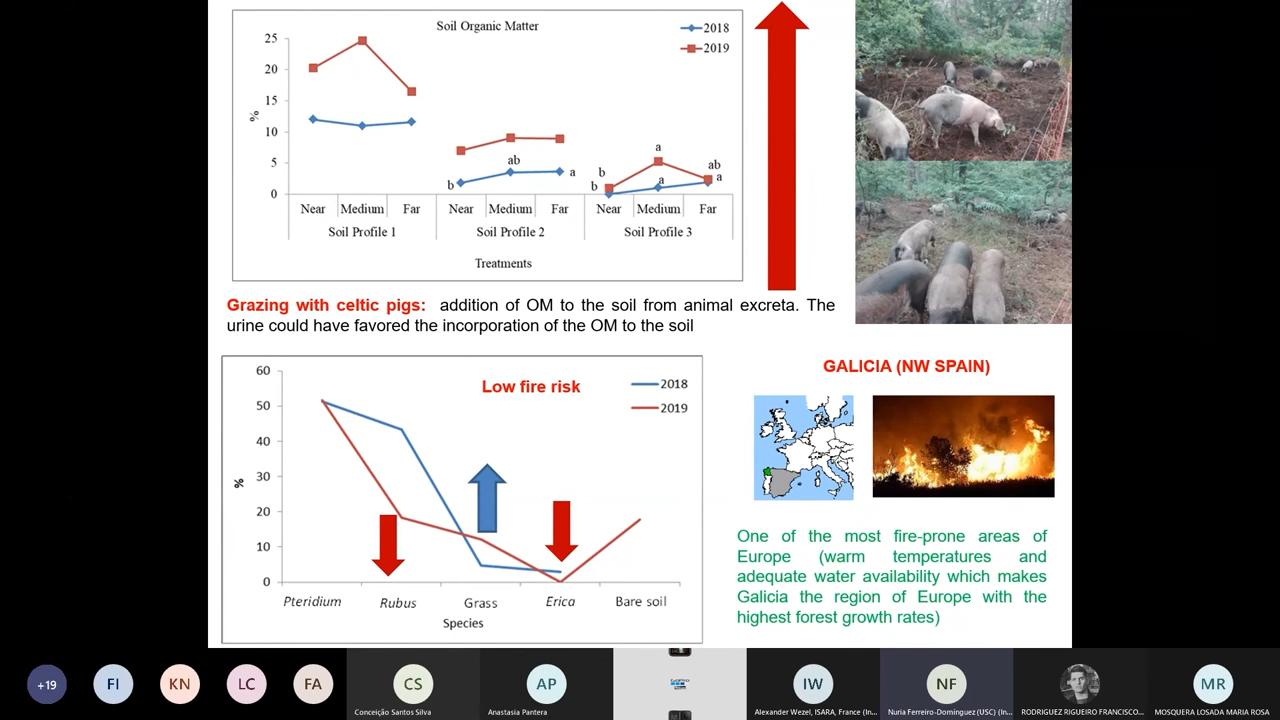 Soil Organic Matter
2018
2019
25
20
15
10
5
0
%
ab
b
a
a
ab
b
b
a
a
Near Medium Far Near Medium Far Near Medium Far
Soil Profile 1 Soil Profile 2 Soil Profile 3
Treatments
Grazing with celtic pigs: addition of OM to the soil from animal excreta. The
urine could have favored the incorporation of the OM to the soil
60
50
40
30
20
10
0
%
Low fire risk
2018
2019
Pteridium Rubus Grass Erica Bare soil
Species
GALICIA (NW SPAIN)
One of the most fire-prone areas of
Europe (warm temperatures and
adequate water availability which makes
Galicia the region of Europe with the
highest forest growth rates)
+19
FI
KN
LC
FA
CS
Conceição Santos Silva
AP
Anastasia Pantera
GoPro
IW
Alexander Wezel, ISARA, France (In...
NF
Nuria Ferreiro-Domínguez (USC) (In...
RODRIGUEZ RIGUEIRO FRANCISCO...
MR
MOSQUERA LOSADA MARIA ROSA